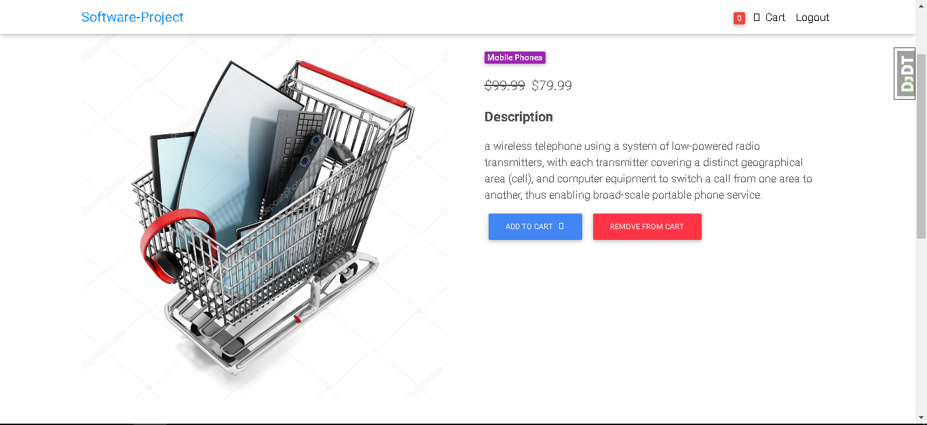 Software-Project
0 Cart Logout
DJDT
Mobile Phones
$99.99 $79.99
Description
a wireless telephone using a system of low-powered radio
transmitters, with each transmitter covering a distinct geographical
area (cell), and computer equipment to switch a call from one area to
another, thus enabling broad-scale portable phone service.
ADD TO CART
REMOVE FROM CART